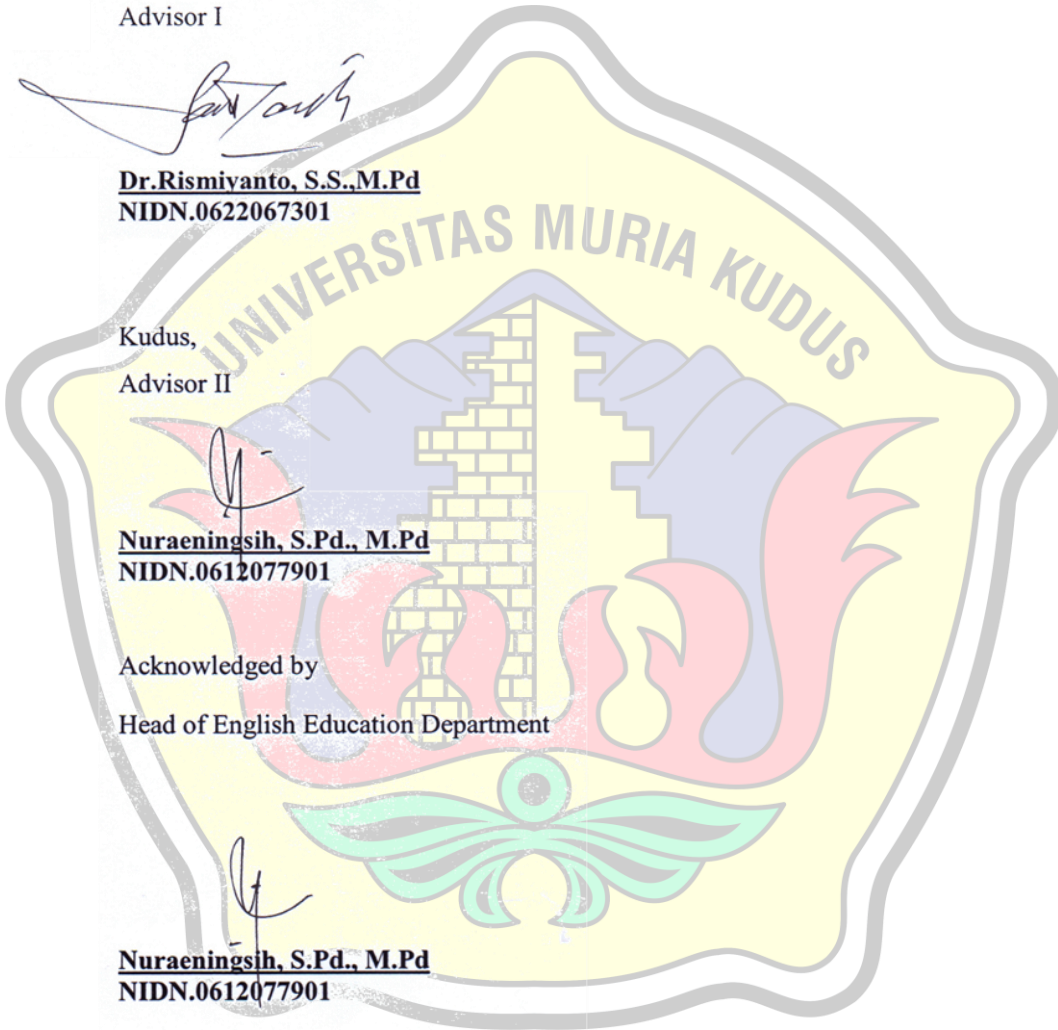 Advisor I
Dr.Rismiyanto, S.S.,M.Pd
NIDN.0622067301
UNIVERSITAS MURIA KUDUS
Kudus,
Advisor II
Nuraeningsih, S.Pd., M.Pd
NIDN.0612077901
Acknowledged by
Head of English Education Department
Nuraeningsih, S.Pd., M.Pd
NIDN.0612077901